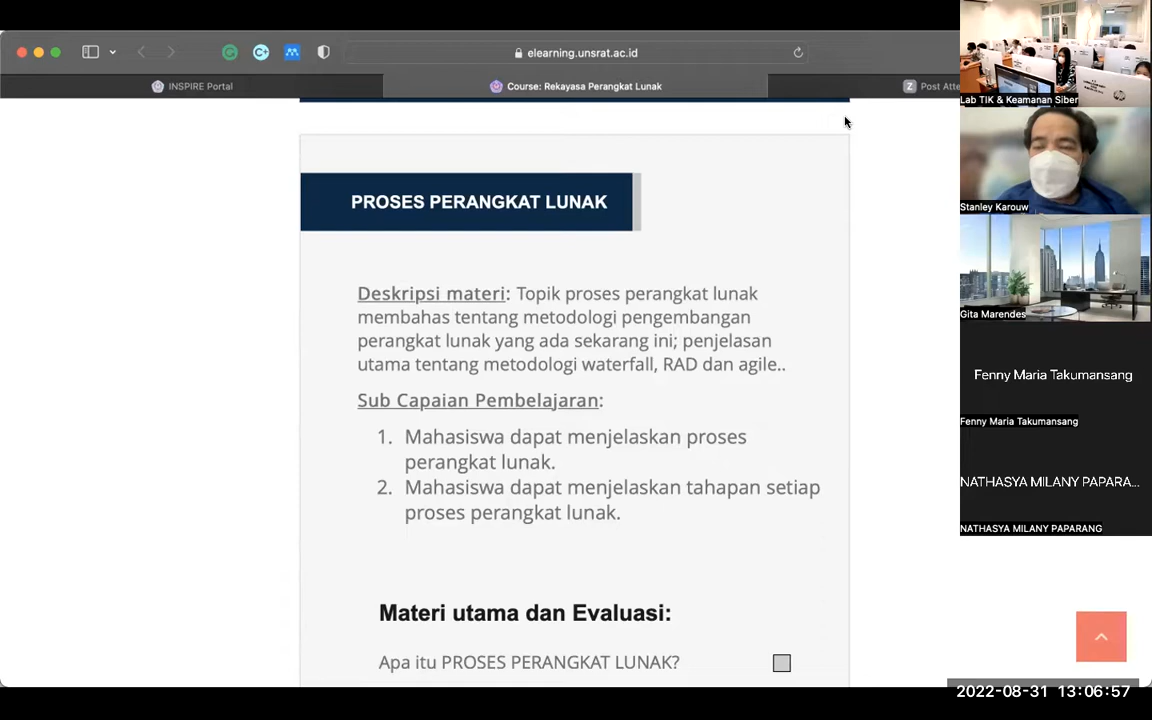 elearning.unsrat.ac.id
INSPIRE Portal
Course: Rekayasa Perangkat Lunak
Post Atte
Lab TIK & Keamanan Siber
Stanley Karouw
Gita Marendes
Fenny Maria Takumansang
Fenny Maria Takumansang
NATHASYA MILANY PAPARA...
NATHASYA MILANY PAPARANG
PROSES PERANGKAT LUNAK
Deskripsi materi: Topik proses perangkat lunak
membahas tentang metodologi pengembangan
perangkat lunak yang ada sekarang ini; penjelasan
utama tentang metodologi waterfall, RAD dan agile..
Sub Capaian Pembelajaran:
1. Mahasiswa dapat menjelaskan proses
perangkat lunak.
2. Mahasiswa dapat menjelaskan tahapan setiap
proses perangkat lunak.
Materi utama dan Evaluasi:
Apa itu PROSES PERANGKAT LUNAK?
2022-08-31 13:06:57